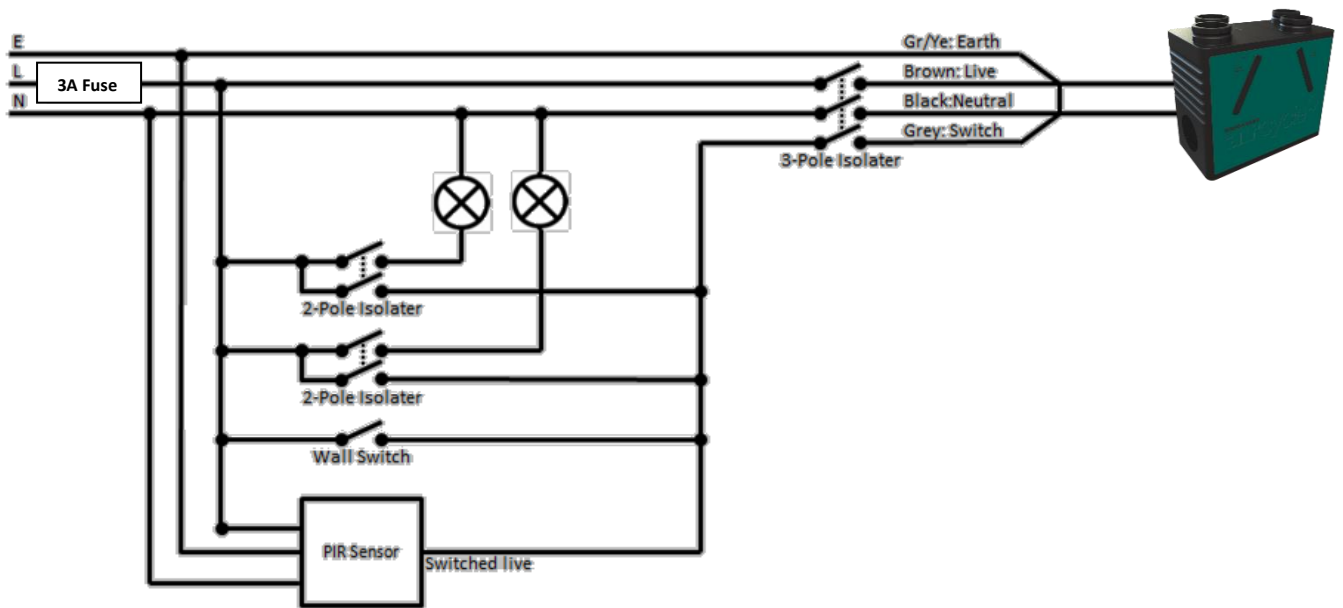 E
Gr/Ye: Earth
L
3A Fuse
Brown: Live
N
Black:Neutral
Grey: Switch
3-Pole Isolater
2-Pole Isolater
2-Pole Isolater
Wall Switch
PIR Sensor
Switched live